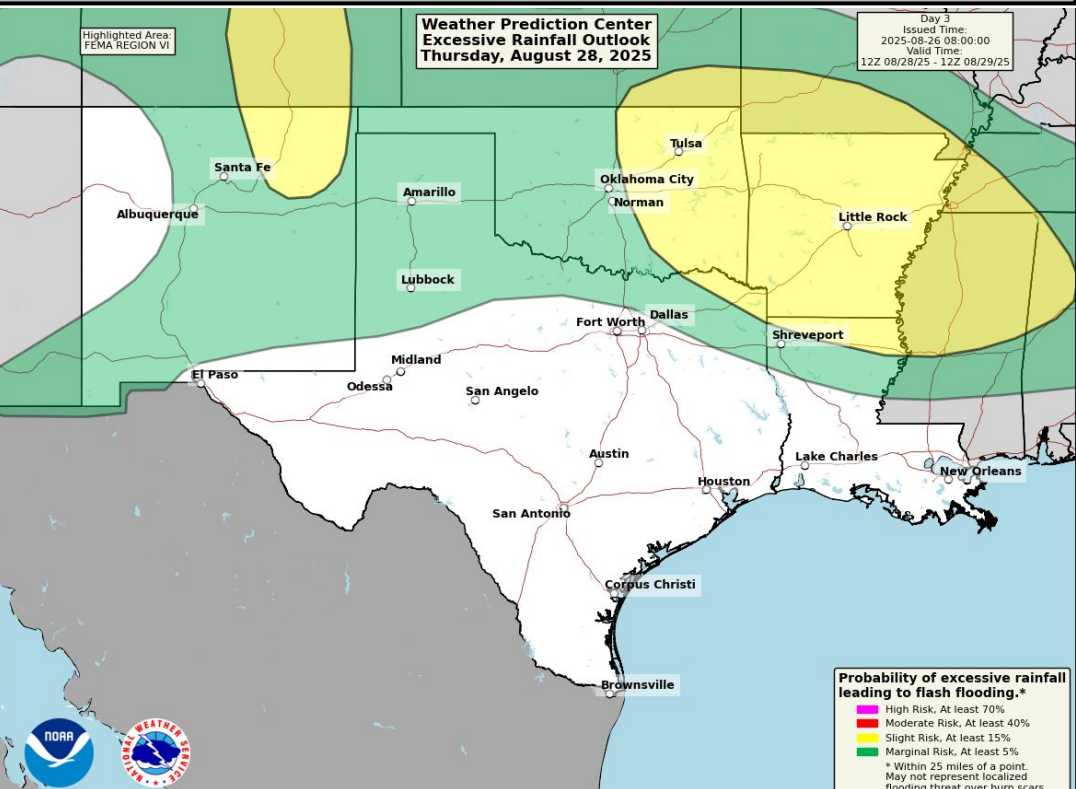 Highlighted Area:
FEMA REGION VI
Weather Prediction Center
Excessive Rainfall Outlook
Thursday, August 28, 2025
Day 3
Issued Time:
2025-08-26 08:00:00
Valid Time:
12Z 08/28/25 - 12Z 08/29/25
Tulsa
Santa Fe
Oklahoma City
Amarillo
Norman
Albuquerque
Little Rock
Lubbock
Dallas
Fort Worth
Shreveport
Midland
El Paso
Odessa
San Angelo
Austin
Lake Charles
New Orleans
Houston
San Antonio
Corpus Christi
Brownsville
Probability of excessive rainfall
leading to flash flooding.*
High Risk, At least 70%
Moderate Risk, At least 40%
Slight Risk, At least 15%
Marginal Risk, At least 5%
* Within 25 miles of a point.
May not represent localized
flooding threat over burn scars
NOAA
NATIONAL WEATHER SERVICE